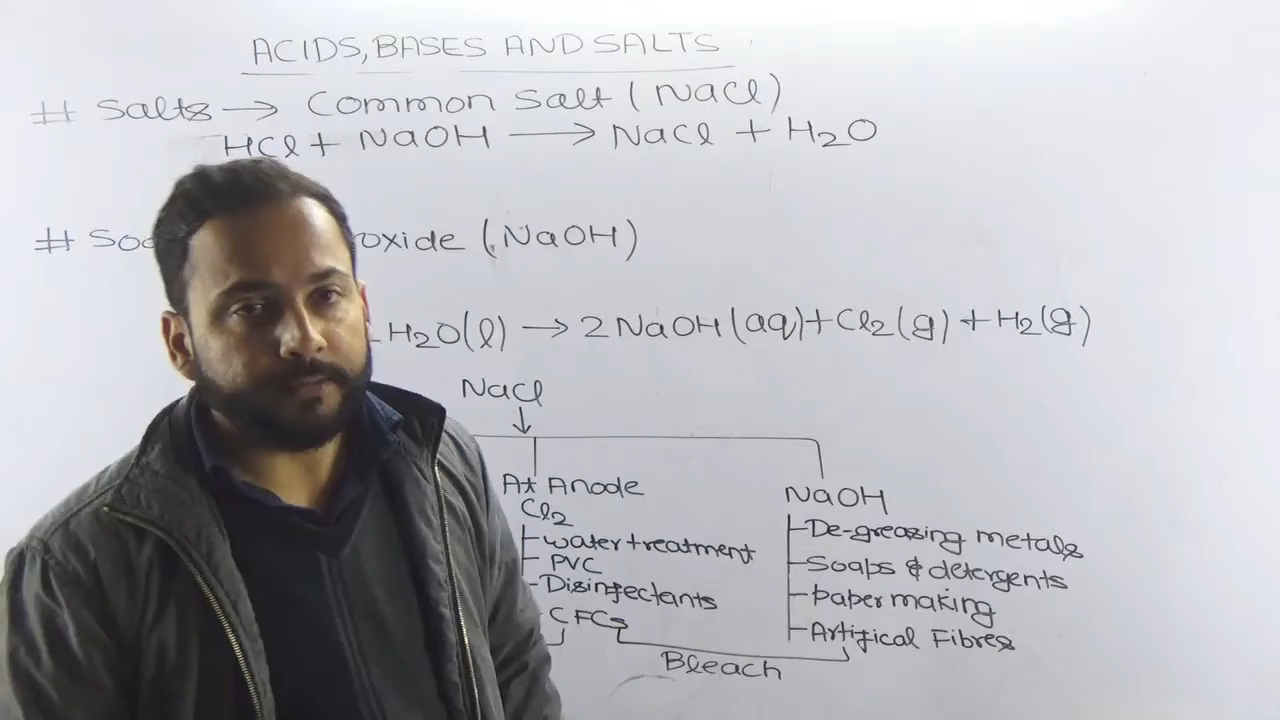 ACIDS, BASES AND SALTS
# Salts → Common Salt (NaCl)
HCl + NaOH → NaCl + H2O
# Soo oxide (NaOH)
H2O(l) → 2NaOH(aq) + Cl2(g) + H2(g)
NaCl
↓
At Anode
Cl2
water treatment
PVC
Disinfectants
CFCs
NaOH
De-greasing metals
Soaps & detergents
Paper making
Artifical Fibres
Bleach